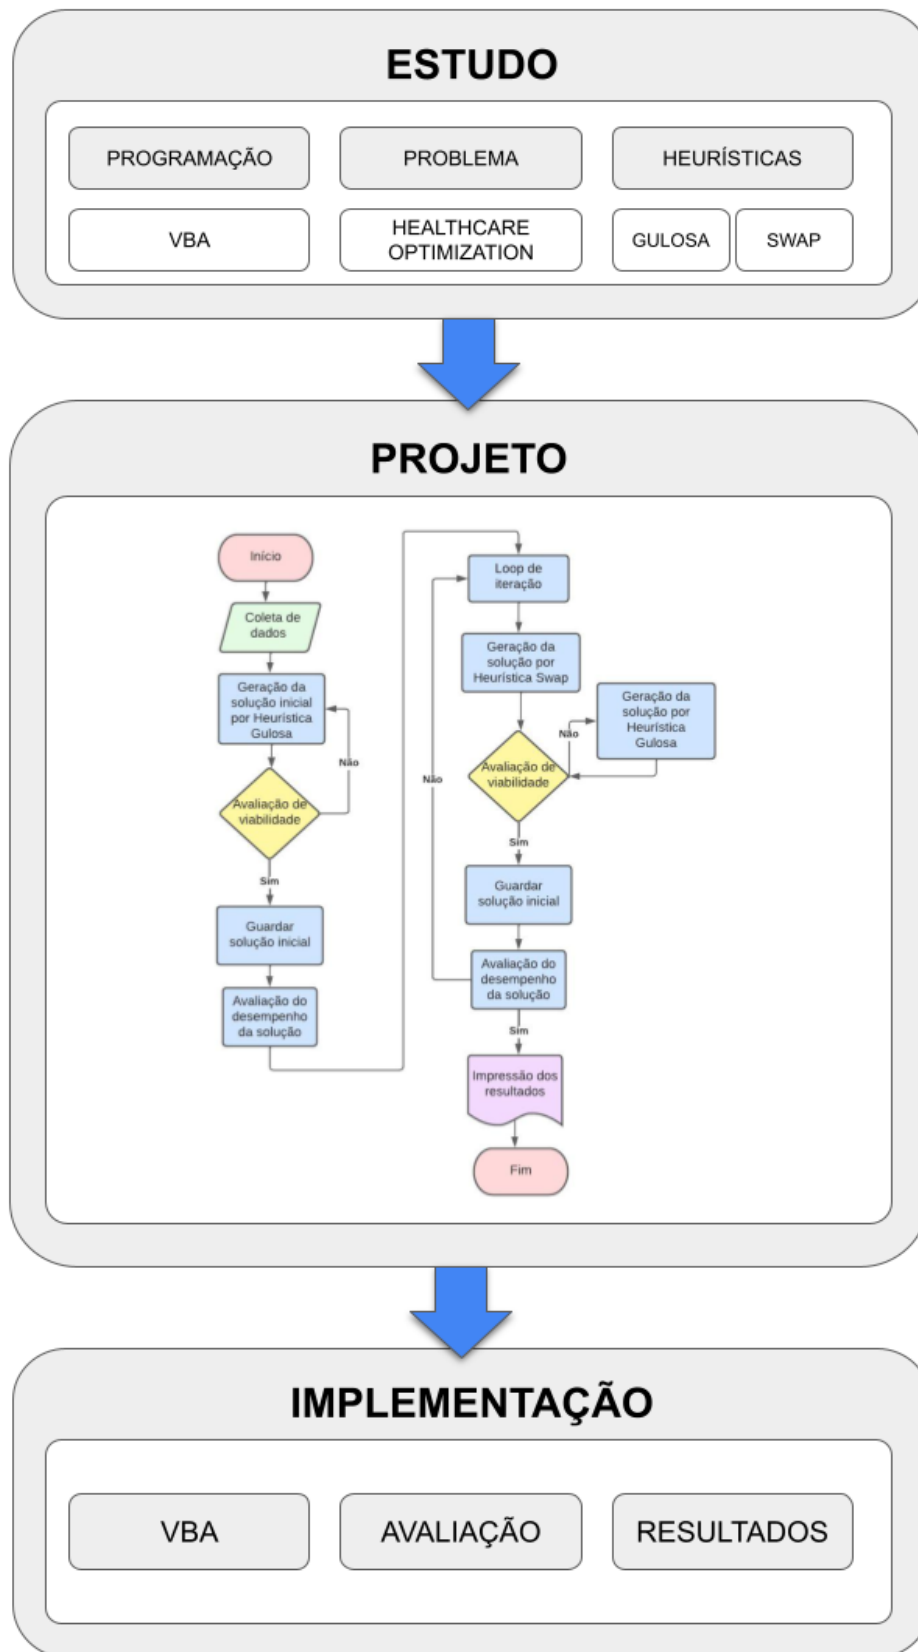 ESTUDO
PROGRAMAÇÃO
PROBLEMA
HEURÍSTICAS
VBA
HEALTHCARE
OPTIMIZATION
GULOSA
SWAP
PROJETO
Início
Coleta de
dados
Geração da
solução inicial
por Heurística
Gulosa
Não
Avaliação de
viabilidade
Sim
Guardar
solução inicial
Avaliação do
desempenho
da solução
Loop de
iteração
Geração da
solução por
Heurística Swap
Geração da
solução por
Heurística
Gulosa
Não
Avaliação de
viabilidade
Não
Sim
Guardar
solução inicial
Avaliação do
desempenho
da solução
Sim
Impressão dos
resultados
Fim
IMPLEMENTAÇÃO
VBA
AVALIAÇÃO
RESULTADOS